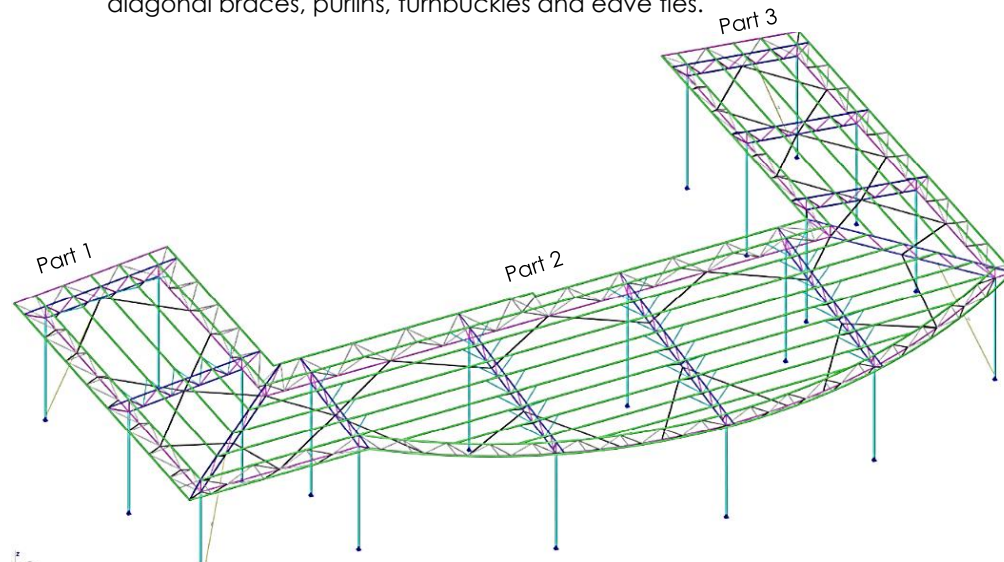 diagonal braces, purlins, turnbuckles and eave ties.
Part 3
Part 1
Part 2
z